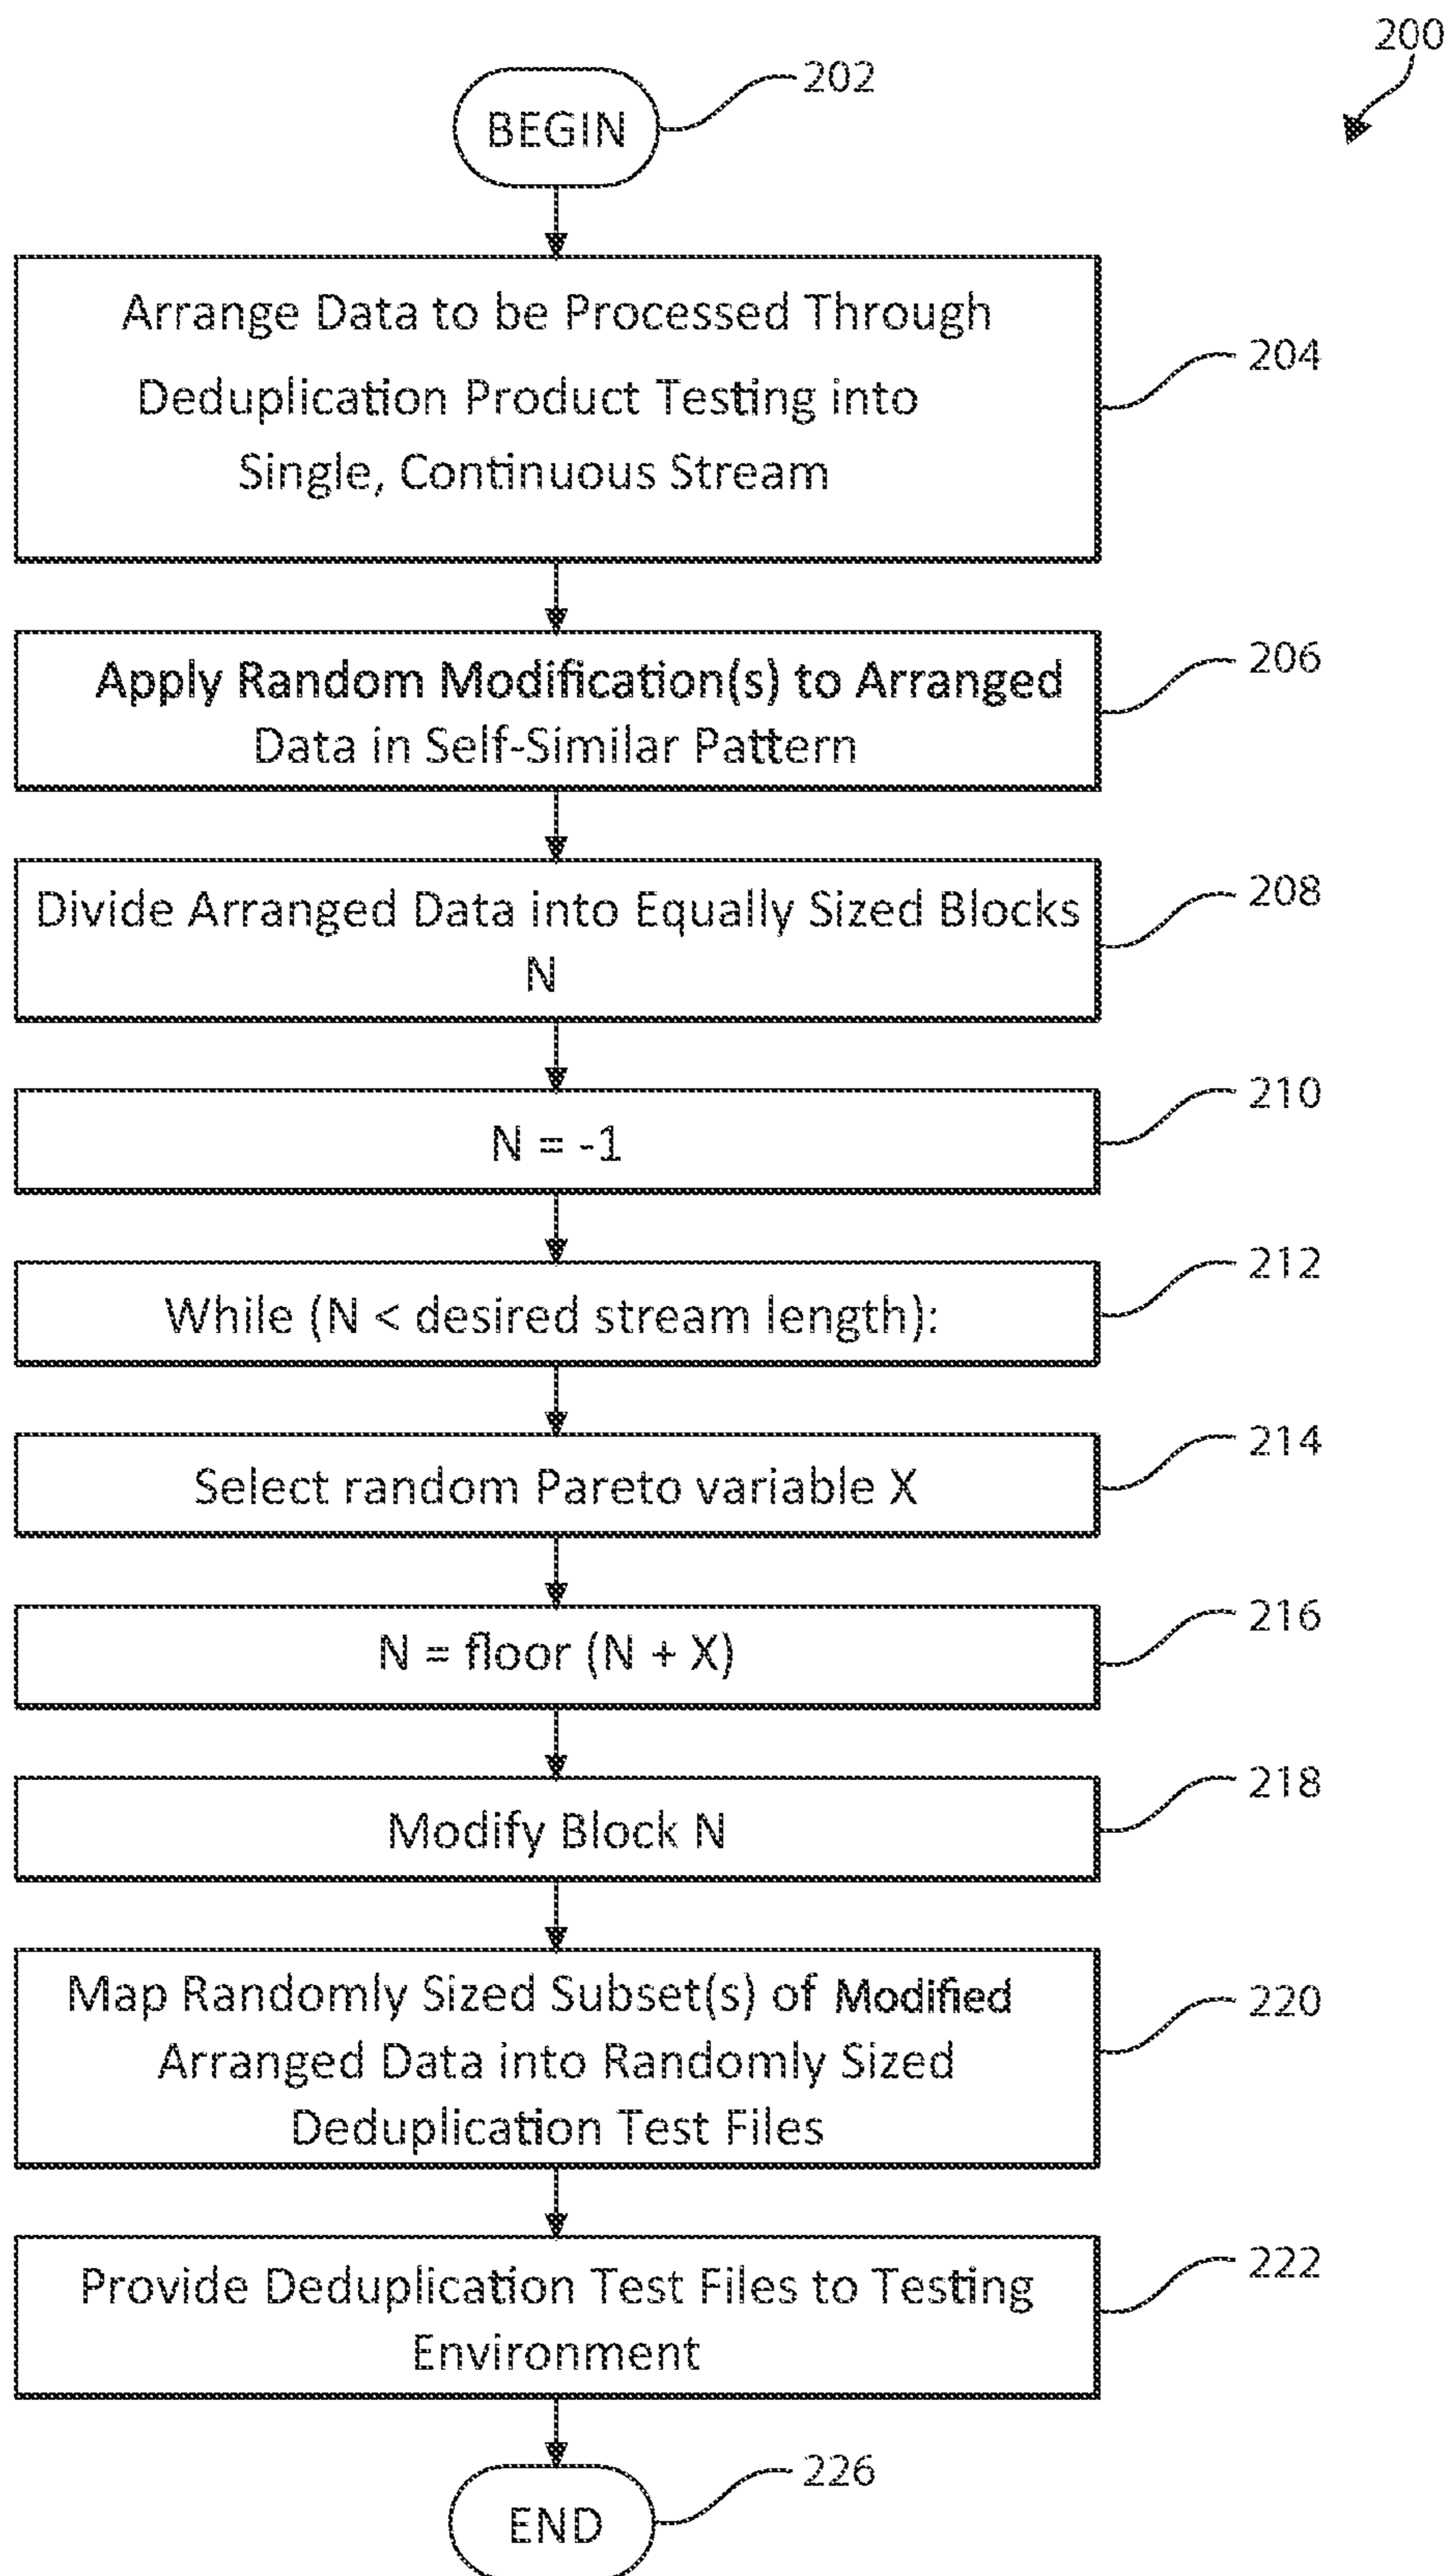 200
BEGIN
202
Arrange Data to be Processed Through
Deduplication Product Testing into
Single, Continuous Stream
204
Apply Random Modification(s) to Arranged
Data in Self-Similar Pattern
206
Divide Arranged Data into Equally Sized Blocks
N
208
N = -1
210
While (N < desired stream length):
212
Select random Pareto variable X
214
N = floor (N + X)
216
Modify Block N
218
Map Randomly Sized Subset(s) of Modified
Arranged Data into Randomly Sized
Deduplication Test Files
220
Provide Deduplication Test Files to Testing
Environment
222
END
226